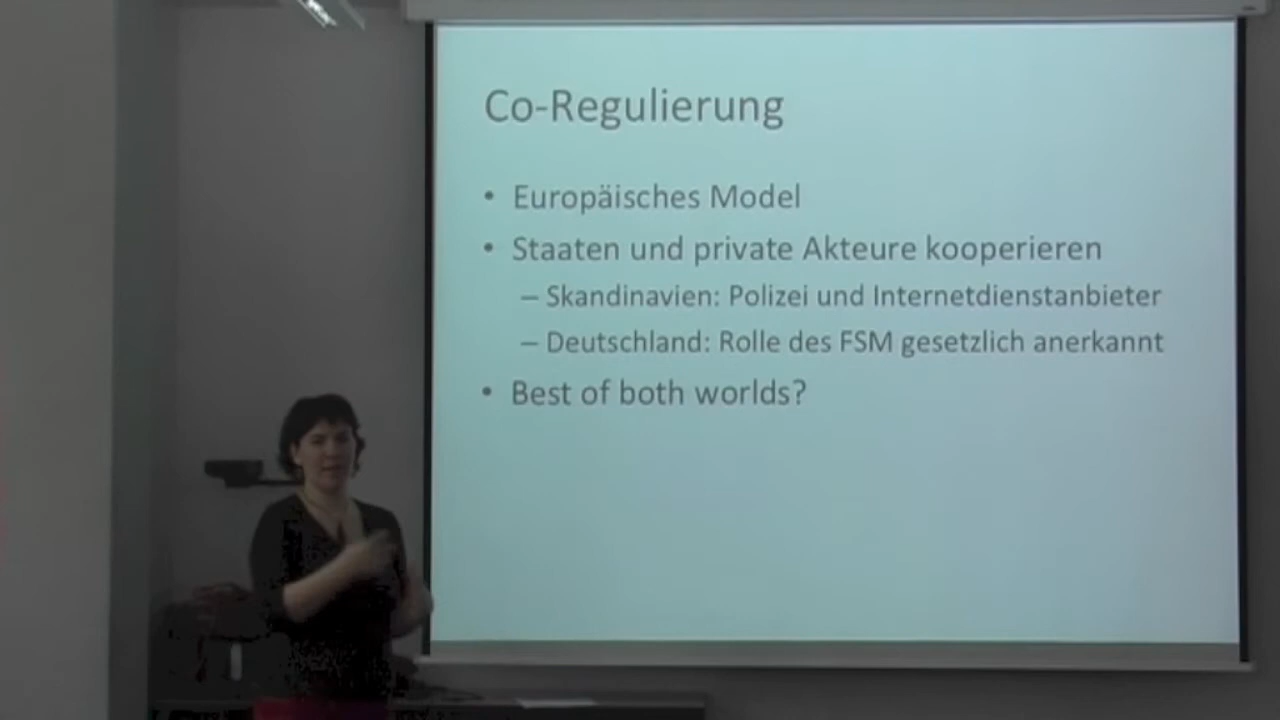 Co-Regulierung
• Europäisches Model
• Staaten und private Akteure kooperieren
– Skandinavien: Polizei und Internetdienstanbieter
– Deutschland: Rolle des FSM gesetzlich anerkannt
• Best of both worlds?